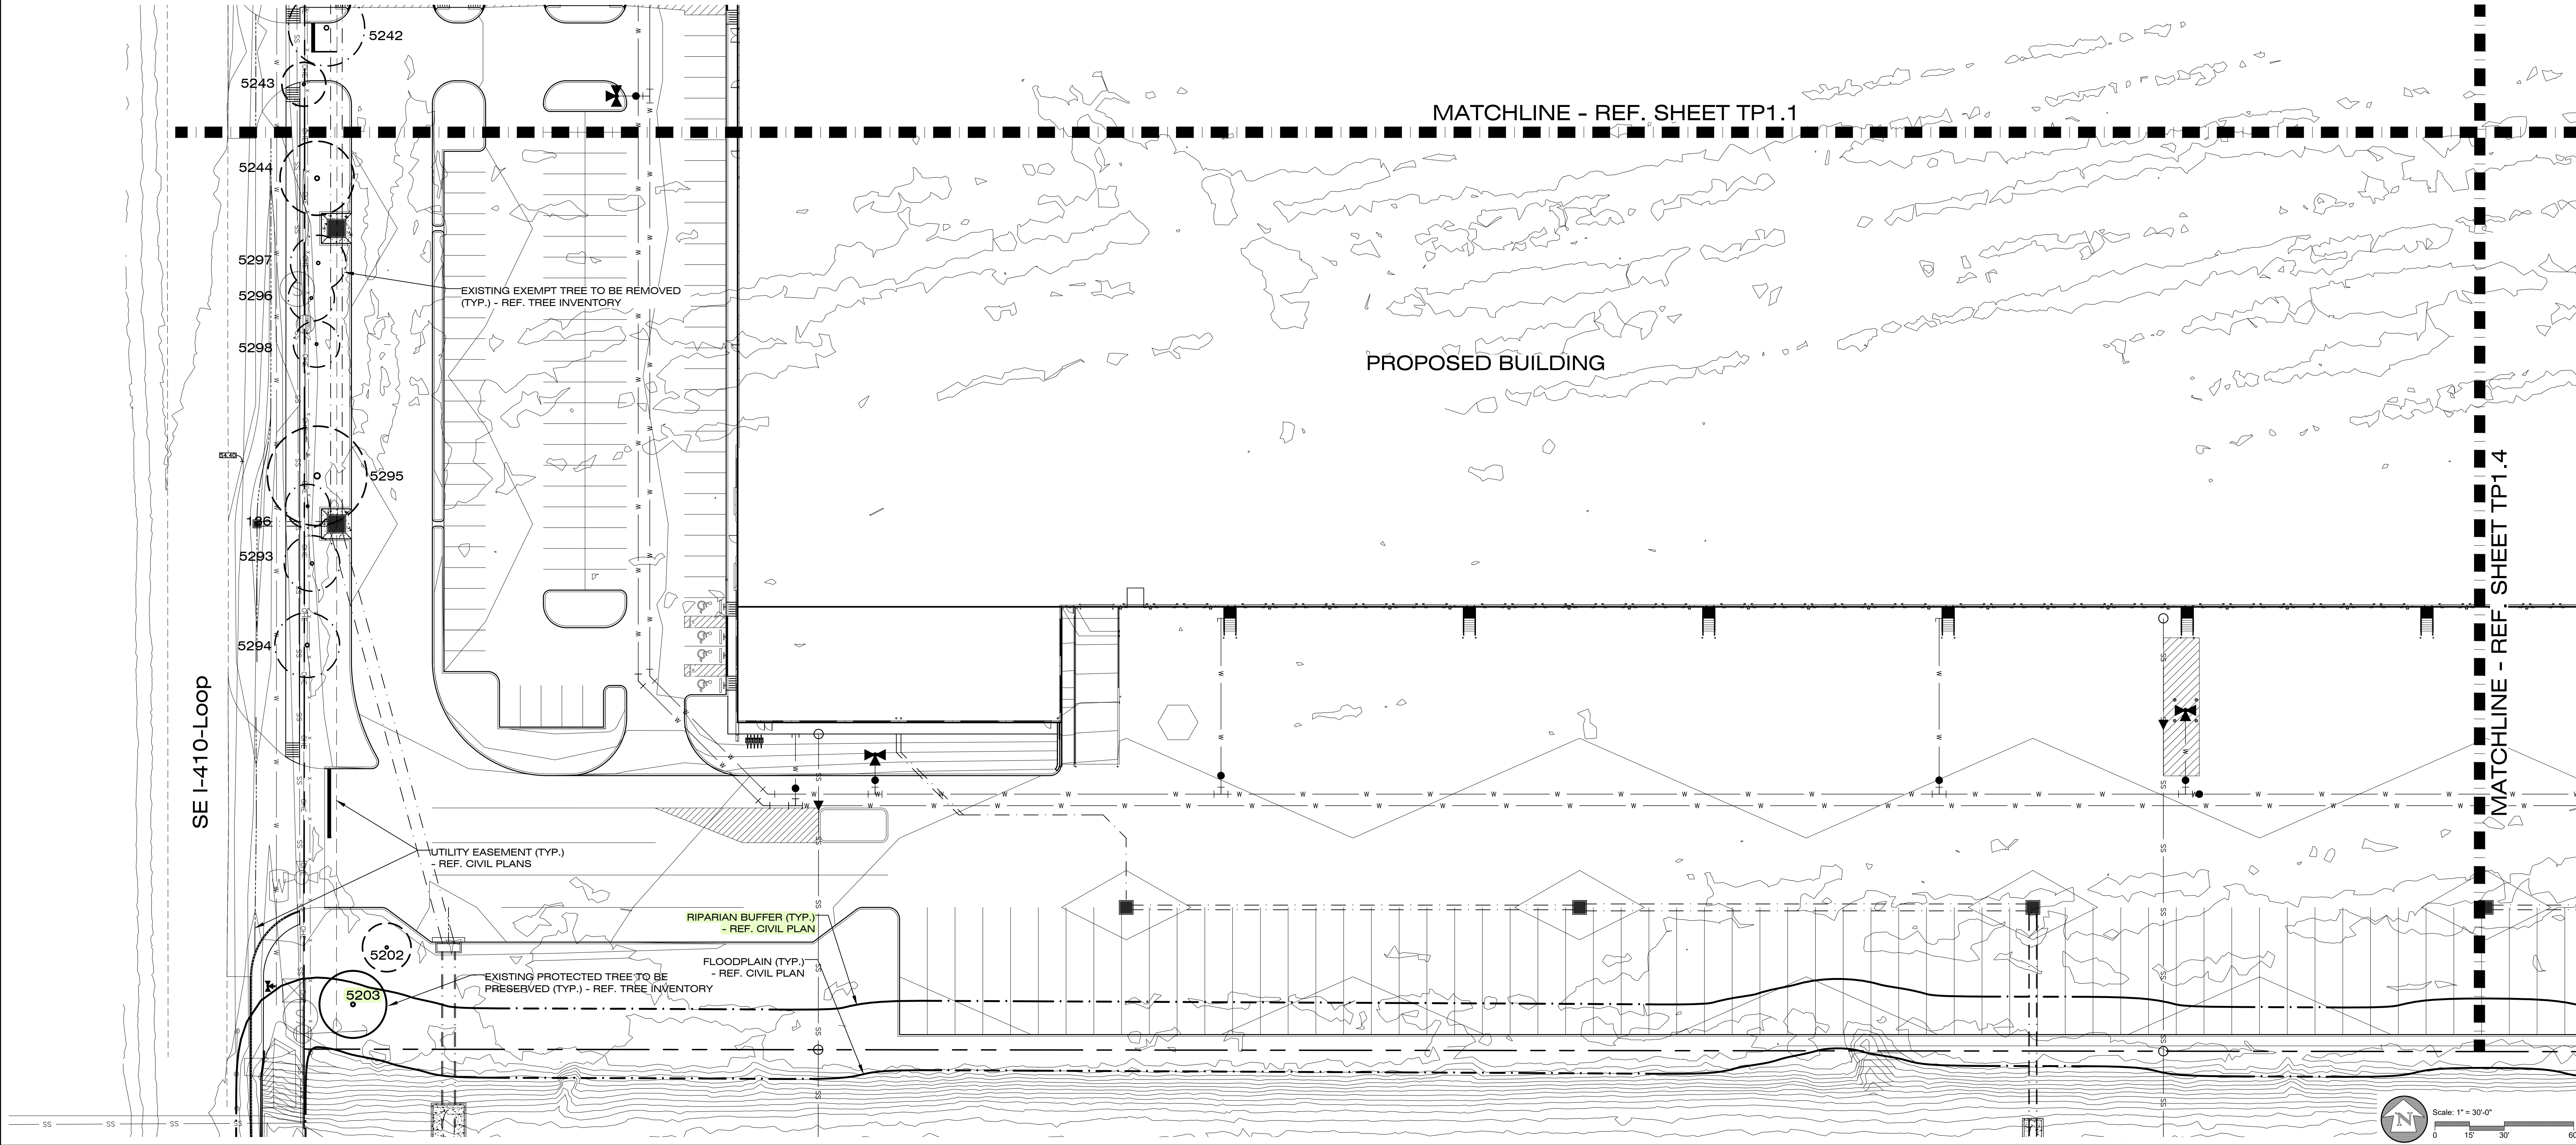 5242
5243
MATCHLINE - REF. SHEET TP1.1
5244
5297
5296
EXISTING EXEMPT TREE TO BE REMOVED
(TYP.) - REF. TREE INVENTORY
5298
PROPOSED BUILDING
5295
5293
5294
MATCHLINE - REF. SHEET TP1.4
SE I-410-Loop
UTILITY EASEMENT (TYP.)
- REF. CIVIL PLANS
RIPARIAN BUFFER (TYP.)
- REF. CIVIL PLAN
5202
FLOODPLAIN (TYP.)
- REF. CIVIL PLAN
EXISTING PROTECTED TREE TO BE
PRESERVED (TYP.) - REF. TREE INVENTORY
5203
N
Scale: 1" = 30'-0"
0 15' 30'